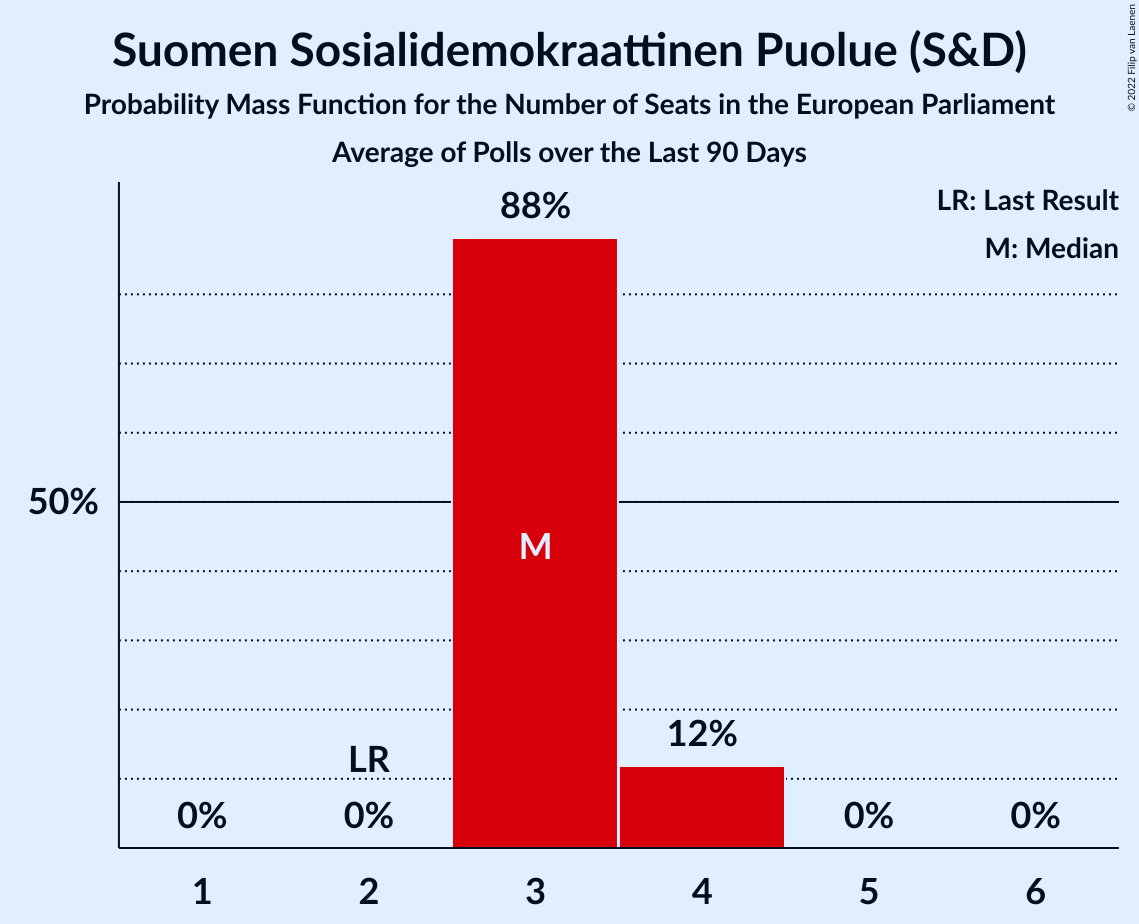 Suomen Sosialidemokraattinen Puolue (S&D)
Probability Mass Function for the Number of Seats in the European Parliament
Average of Polls over the Last 90 Days
© 2022 Filip van Laenen
LR: Last Result
M: Median
88%
50%
M
12%
LR
0%
0%
0%
0%
1
2
3
4
5
6